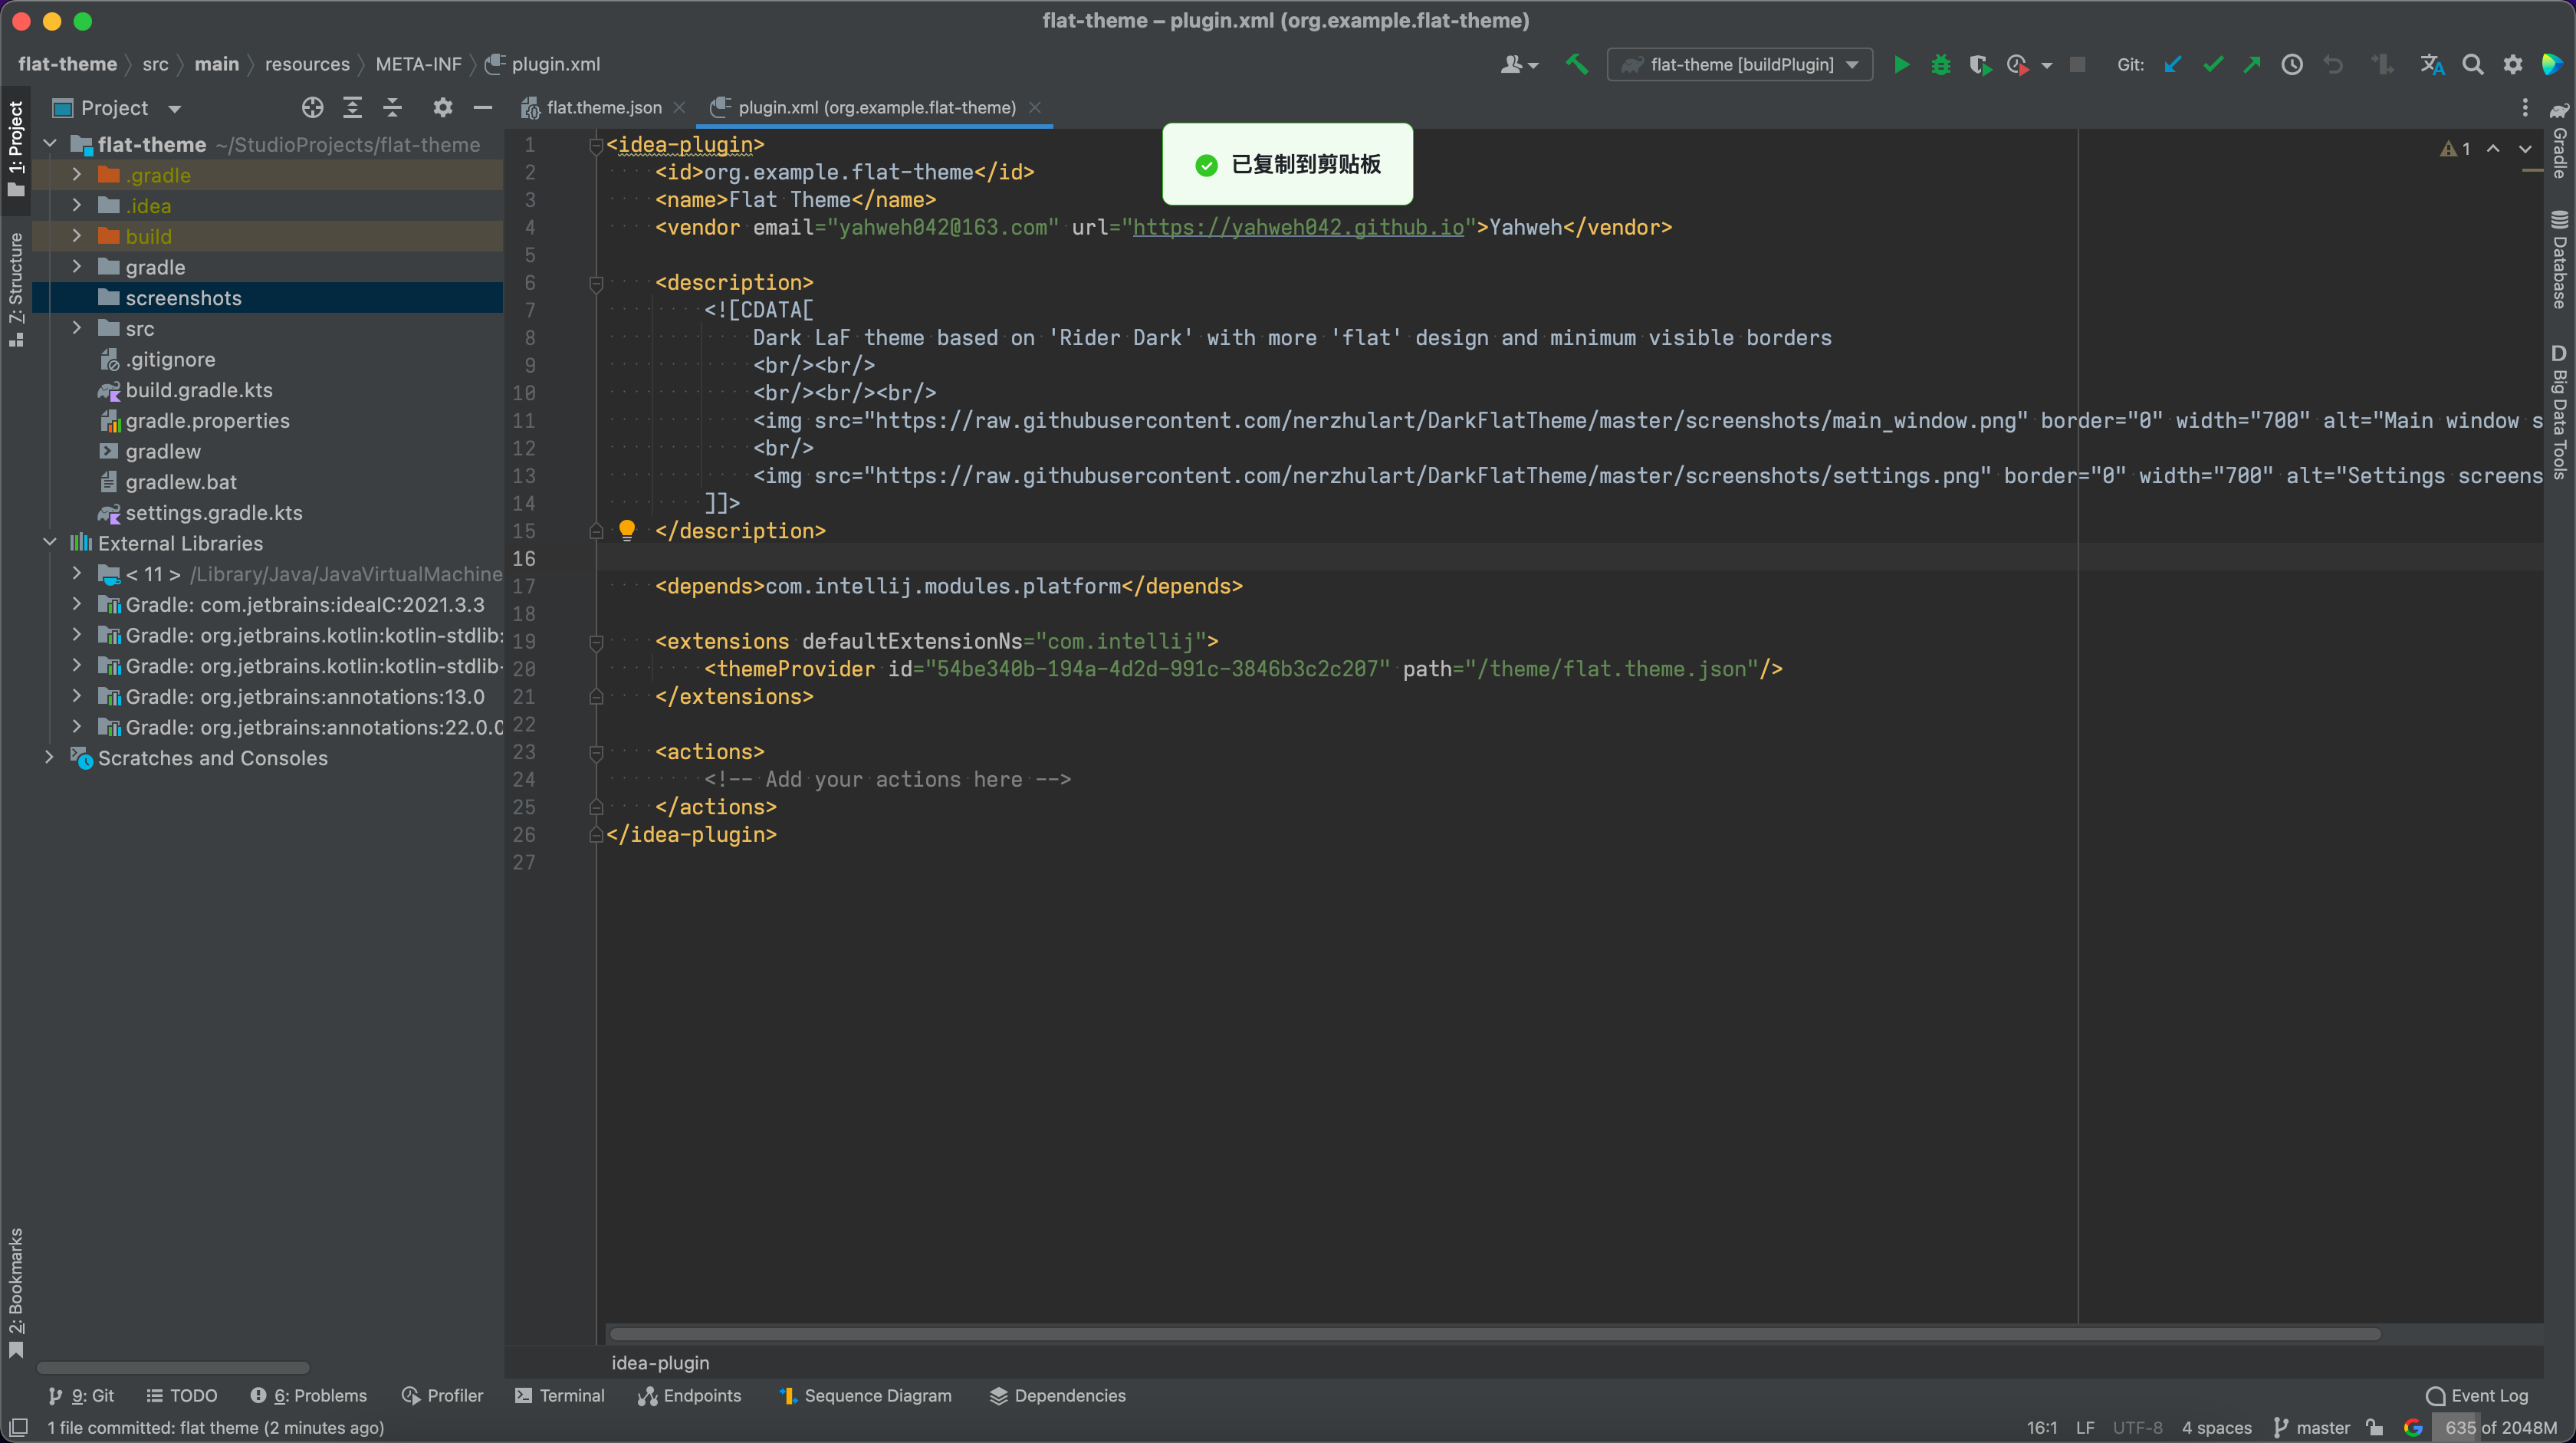 flat-theme – plugin.xml (org.example.flat-theme)
flat-theme src main resources META-INF plugin.xml
flat-theme [buildPlugin] Git:
1: Project
Z: Structure
2: Bookmarks
Project
flat-theme ~/StudioProjects/flat-theme
.gradle
.idea
build
gradle
screenshots
src
.gitignore
build.gradle.kts
gradle.properties
gradlew
gradlew.bat
settings.gradle.kts
External Libraries
< 11 > /Library/Java/JavaVirtualMachine
Gradle: com.jetbrains:ideaIC:2021.3.3
Gradle: org.jetbrains.kotlin:kotlin-stdlib:
Gradle: org.jetbrains.kotlin:kotlin-stdlib-
Gradle: org.jetbrains:annotations:13.0
Gradle: org.jetbrains:annotations:22.0.0
Scratches and Consoles
flat.theme.json plugin.xml (org.example.flat-theme)
已复制到剪贴板
1
1 <idea-plugin>
2 <id>org.example.flat-theme</id>
3 <name>Flat Theme</name>
4 <vendor email="yahweh042@163.com" url="https://yahweh042.github.io">Yahweh</vendor>
5
6 <description>
7 <![CDATA[
8 Dark LaF theme based on 'Rider Dark' with more 'flat' design and minimum visible borders
9 <br/><br/>
10 <br/><br/><br/>
11 <img src="https://raw.githubusercontent.com/nerzhulart/DarkFlatTheme/master/screenshots/main_window.png" border="0" width="700" alt="Main window s
12 <br/>
13 <img src="https://raw.githubusercontent.com/nerzhulart/DarkFlatTheme/master/screenshots/settings.png" border="0" width="700" alt="Settings screens
14 ]]>
15 </description>
16
17 <depends>com.intellij.modules.platform</depends>
18
19 <extensions defaultExtensionNs="com.intellij">
20 <themeProvider id="54be340b-194a-4d2d-991c-3846b3c2c207" path="/theme/flat.theme.json"/>
21 </extensions>
22
23 <actions>
24 <!-- Add your actions here -->
25 </actions>
26 </idea-plugin>
27
Gradle
Database
D Big Data Tools
idea-plugin
9: Git TODO 6: Problems Profiler Terminal Endpoints Sequence Diagram Dependencies Event Log
1 file committed: flat theme (2 minutes ago) 16:1 LF UTF-8 4 spaces master 635 of 2048M